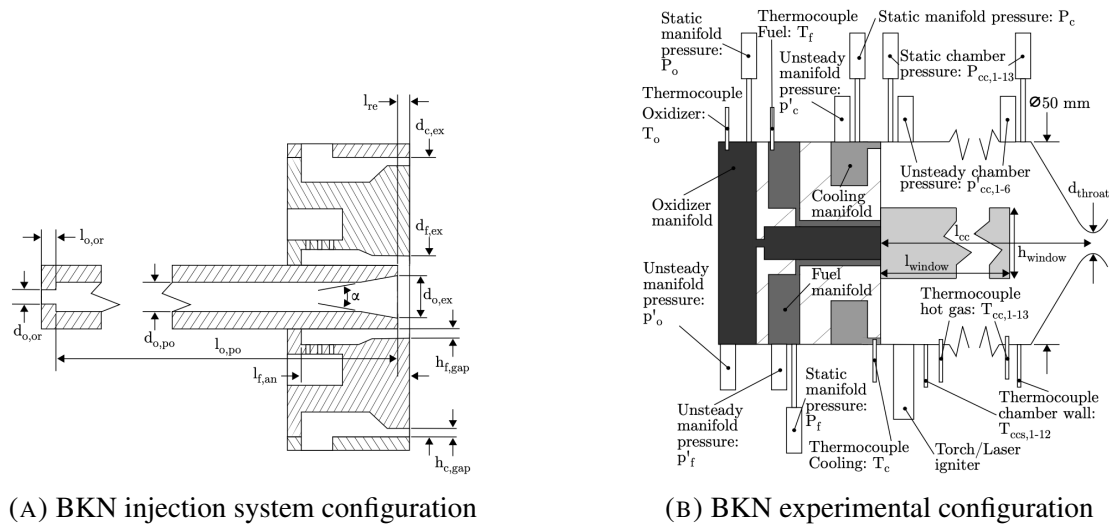 l_re
d_c,ex
l_o,or
d_f,ex
α
d_o,ex
d_o,or
d_o,po
l_o,po
l_f,an
h_f,gap
h_c,gap
(A) BKN injection system configuration
Static
manifold
pressure:
P_o
Thermocouple
Fuel: T_f
Static manifold pressure: P_c
Unsteady
manifold
pressure:
p'_c
Static chamber
pressure: P_cc,1-13
Thermocouple
Oxidizer:
T_o
Ø50 mm
Unsteady chamber
pressure: p'_cc,1-6
d_throat
Cooling
manifold
Oxidizer
manifold
l_cc
l_window
h_window
Fuel
manifold
Unsteady
manifold
pressure:
p'_o
Thermocouple
hot gas: T_cc,1-13
Static
manifold
pressure:
P_f
Unsteady
manifold
pressure:
p'_f
Thermocouple
Cooling: T_c
Torch/Laser
igniter
Thermocouple
chamber wall:
T_ccs,1-12
(B) BKN experimental configuration